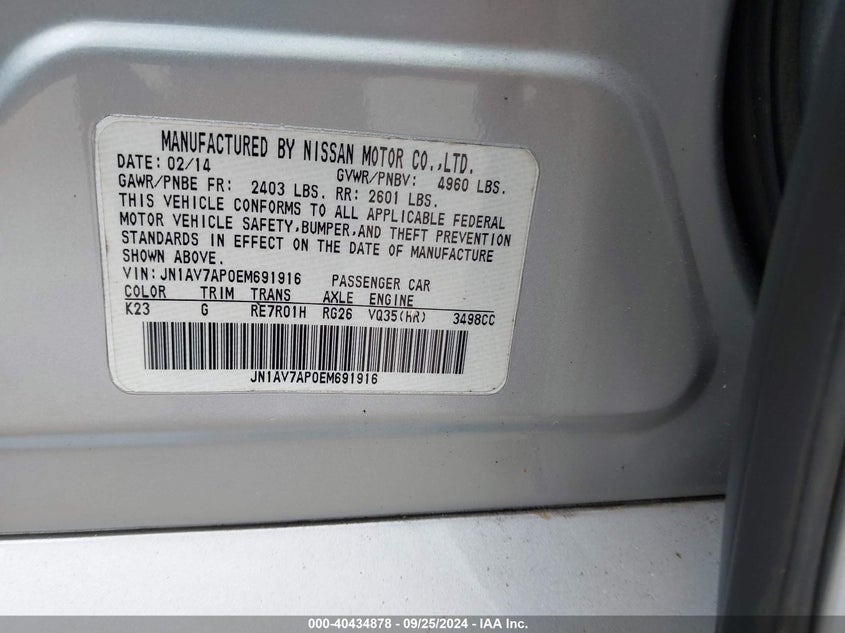 MANUFACTURED BY NISSAN MOTOR CO.,LTD.
DATE: 02/14 GVWR/PNBV: 4960 LBS.
GAWR/PNBE FR: 2403 LBS. RR: 2601 LBS.
THIS VEHICLE CONFORMS TO ALL APPLICABLE FEDERAL
MOTOR VEHICLE SAFETY,BUMPER,AND THEFT PREVENTION
STANDARDS IN EFFECT ON THE DATE OF MANUFACTURE
SHOWN ABOVE.
VIN: JN1AV7AP0EM691916 PASSENGER CAR
COLOR TRIM TRANS AXLE ENGINE
K23 G RE7R01H RG26 VQ35(HR) 3498CC
JN1AV7AP0EM691916
000-40434878 - 09/25/2024 - IAA Inc.